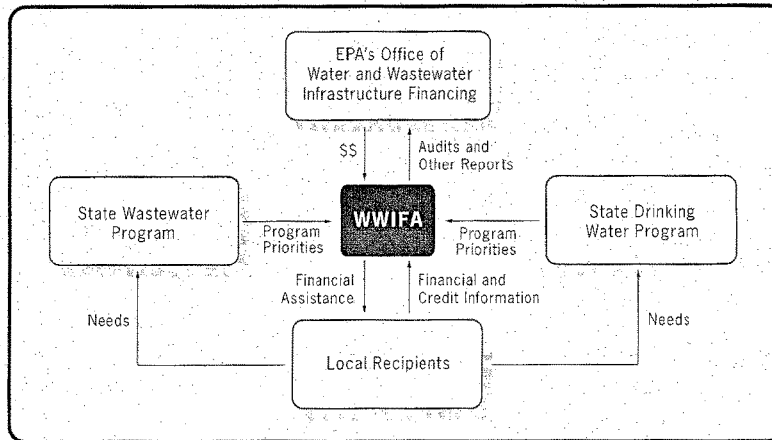 EPA's Office of
Water and Wastewater
Infrastructure Financing
$$
Audits and
Other Reports
State Wastewater
Program
Program
Priorities
WWIFA
Program
Priorities
State Drinking
Water Program
Financial
Assistance
Financial and
Credit Information
Needs
Local Recipients
Needs